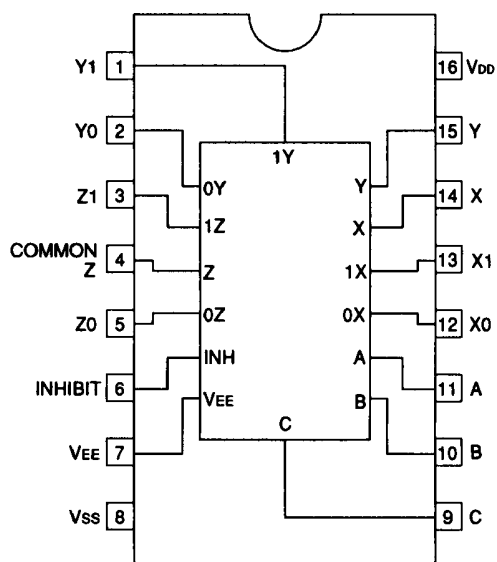 Y1 1
Y0 2
Z1 3
COMMON
Z 4
Z0 5
INHIBIT 6
VEE 7
VSS 8
1Y
0Y
1Z
Z
0Z
INH
VEE
C
Y
X
1X
0X
A
B
16 VDD
15 Y
14 X
13 X1
12 X0
11 A
10 B
9 C